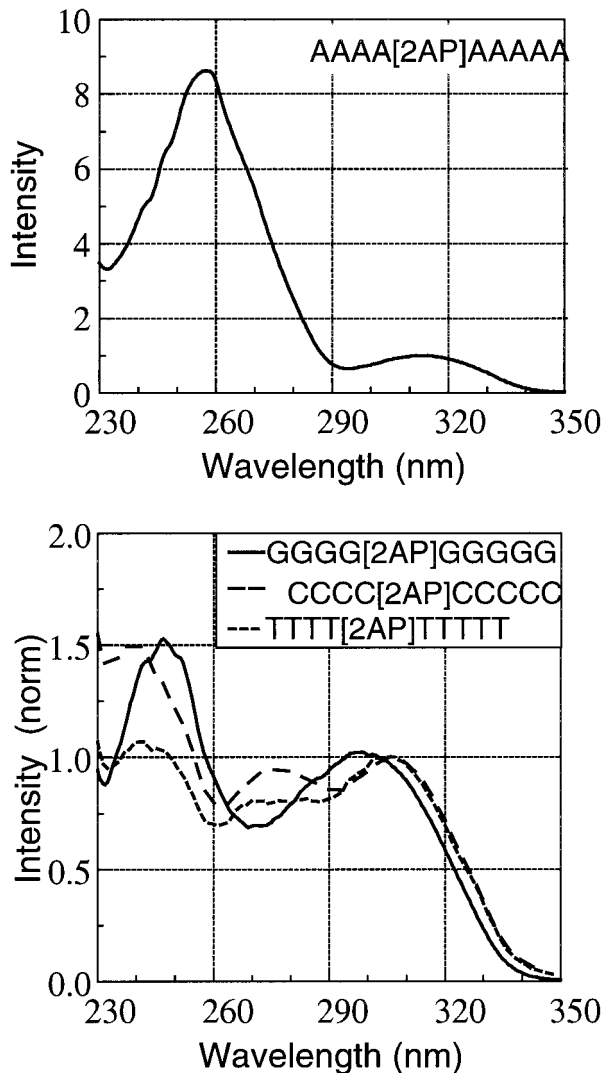 10
8
6
4
2
0
Intensity
AAAA[2AP]AAAAA
230 260 290 320 350
Wavelength (nm)
2.0
1.5
1.0
0.5
0.0
Intensity (norm)
GGGG[2AP]GGGGG
CCCC[2AP]CCCCC
TTTT[2AP]TTTTT
230 260 290 320 350
Wavelength (nm)